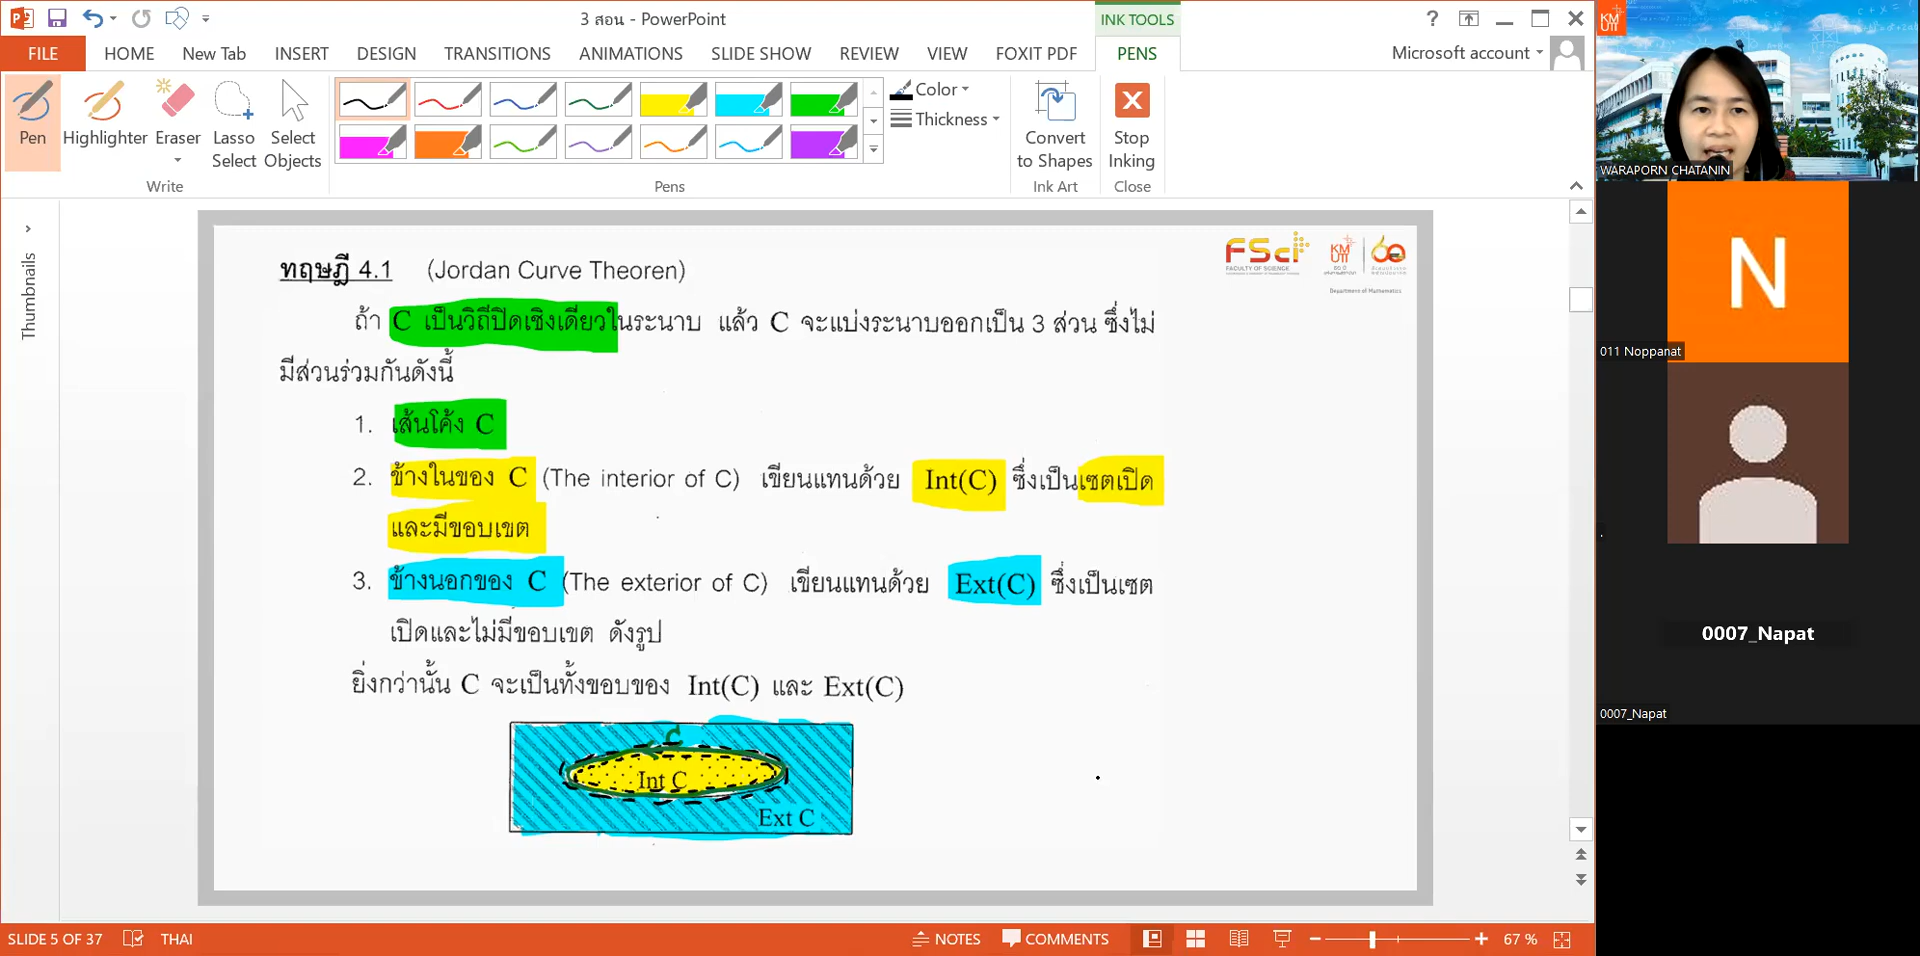 3 สอน - PowerPoint
INK TOOLS
?
FILE
HOME
New Tab
INSERT
DESIGN
TRANSITIONS
ANIMATIONS
SLIDE SHOW
REVIEW
VIEW
FOXIT PDF
PENS
Microsoft account
Pen
Highlighter
Eraser
Lasso
Select
Select
Objects
Color
Thickness
Convert
to Shapes
Stop
Inking
Write
Pens
Ink Art
Close
Thumbnails
FSci
FACULTY OF SCIENCE
Department of Mathematics
ทฤษฎี 4.1 (Jordan Curve Theoren)
ถ้า C เป็นวิถีปิดเชิงเดียวในระนาบ แล้ว C จะแบ่งระนาบออกเป็น 3 ส่วน ซึ่งไม่
มีส่วนร่วมกันดังนี้
1. เส้นโค้ง C
2. ข้างในของ C (The interior of C) เขียนแทนด้วย Int(C) ซึ่งเป็นเซตเปิด
และมีขอบเขต
3. ข้างนอกของ C (The exterior of C) เขียนแทนด้วย Ext(C) ซึ่งเป็นเซต
เปิดและไม่มีขอบเขต ดังรูป
ยิ่งกว่านั้น C จะเป็นทั้งขอบของ Int(C) และ Ext(C)
C
Int C
Ext C
SLIDE 5 OF 37
THAI
NOTES
COMMENTS
67 %
KM
WARAPORN CHATANIN
N
011 Noppanat
.
0007_Napat
0007_Napat